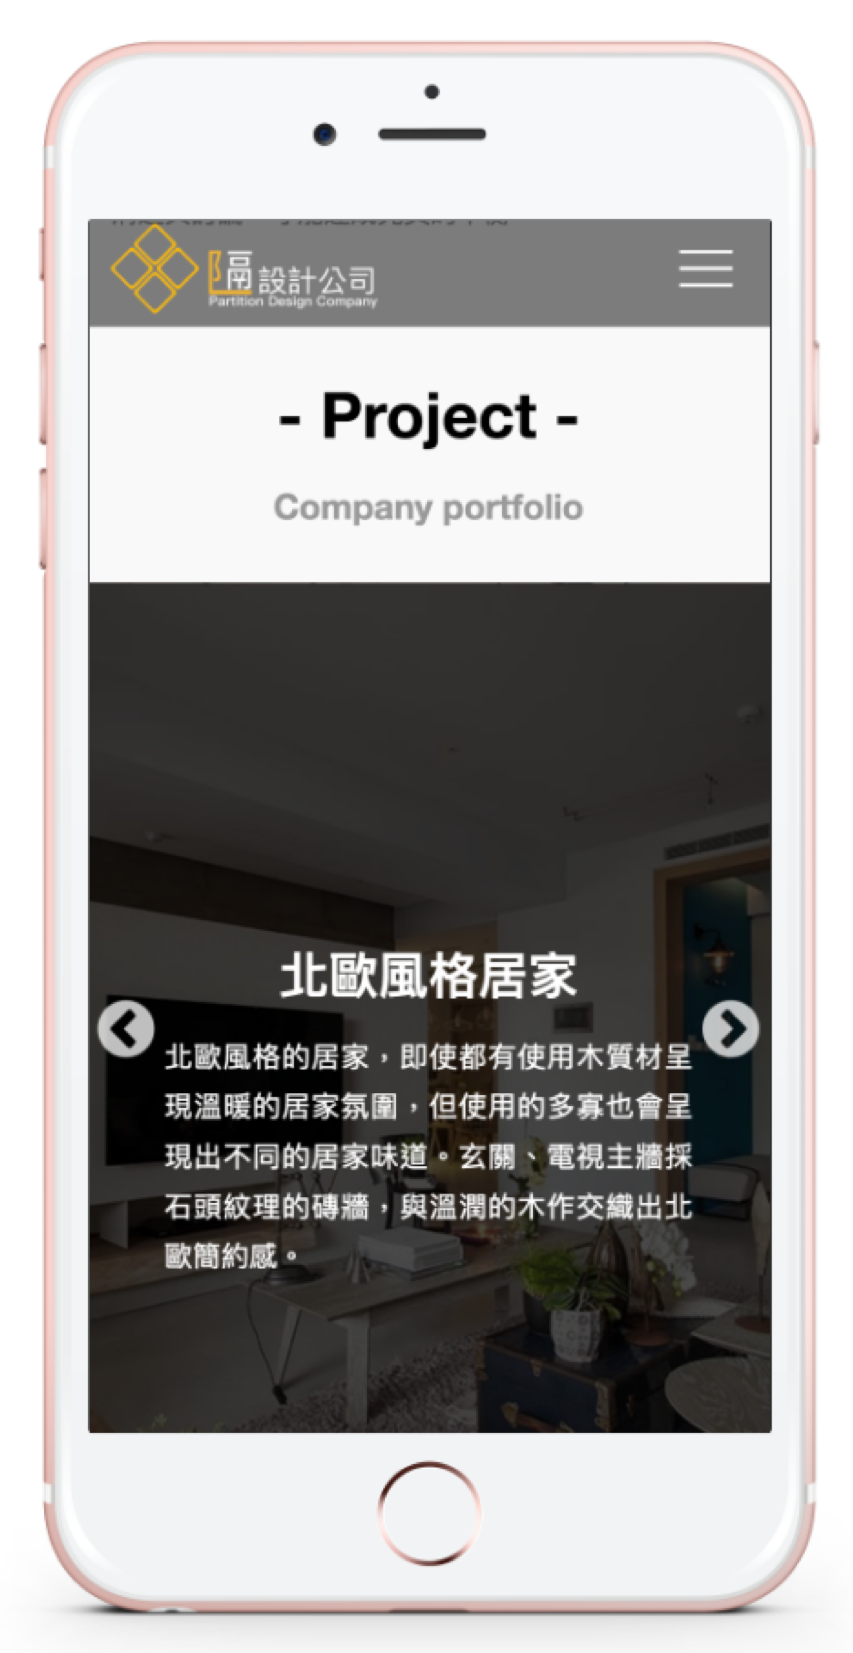 隔設計公司
Partition Design Company
- Project -
Company portfolio
北歐風格居家
北歐風格的居家，即使都有使用木質材呈
現溫暖的居家氛圍，但使用的多寡也會呈
現出不同的居家味道。玄關、電視主牆採
石頭紋理的磚牆，與溫潤的木作交織出北
歐簡約感。